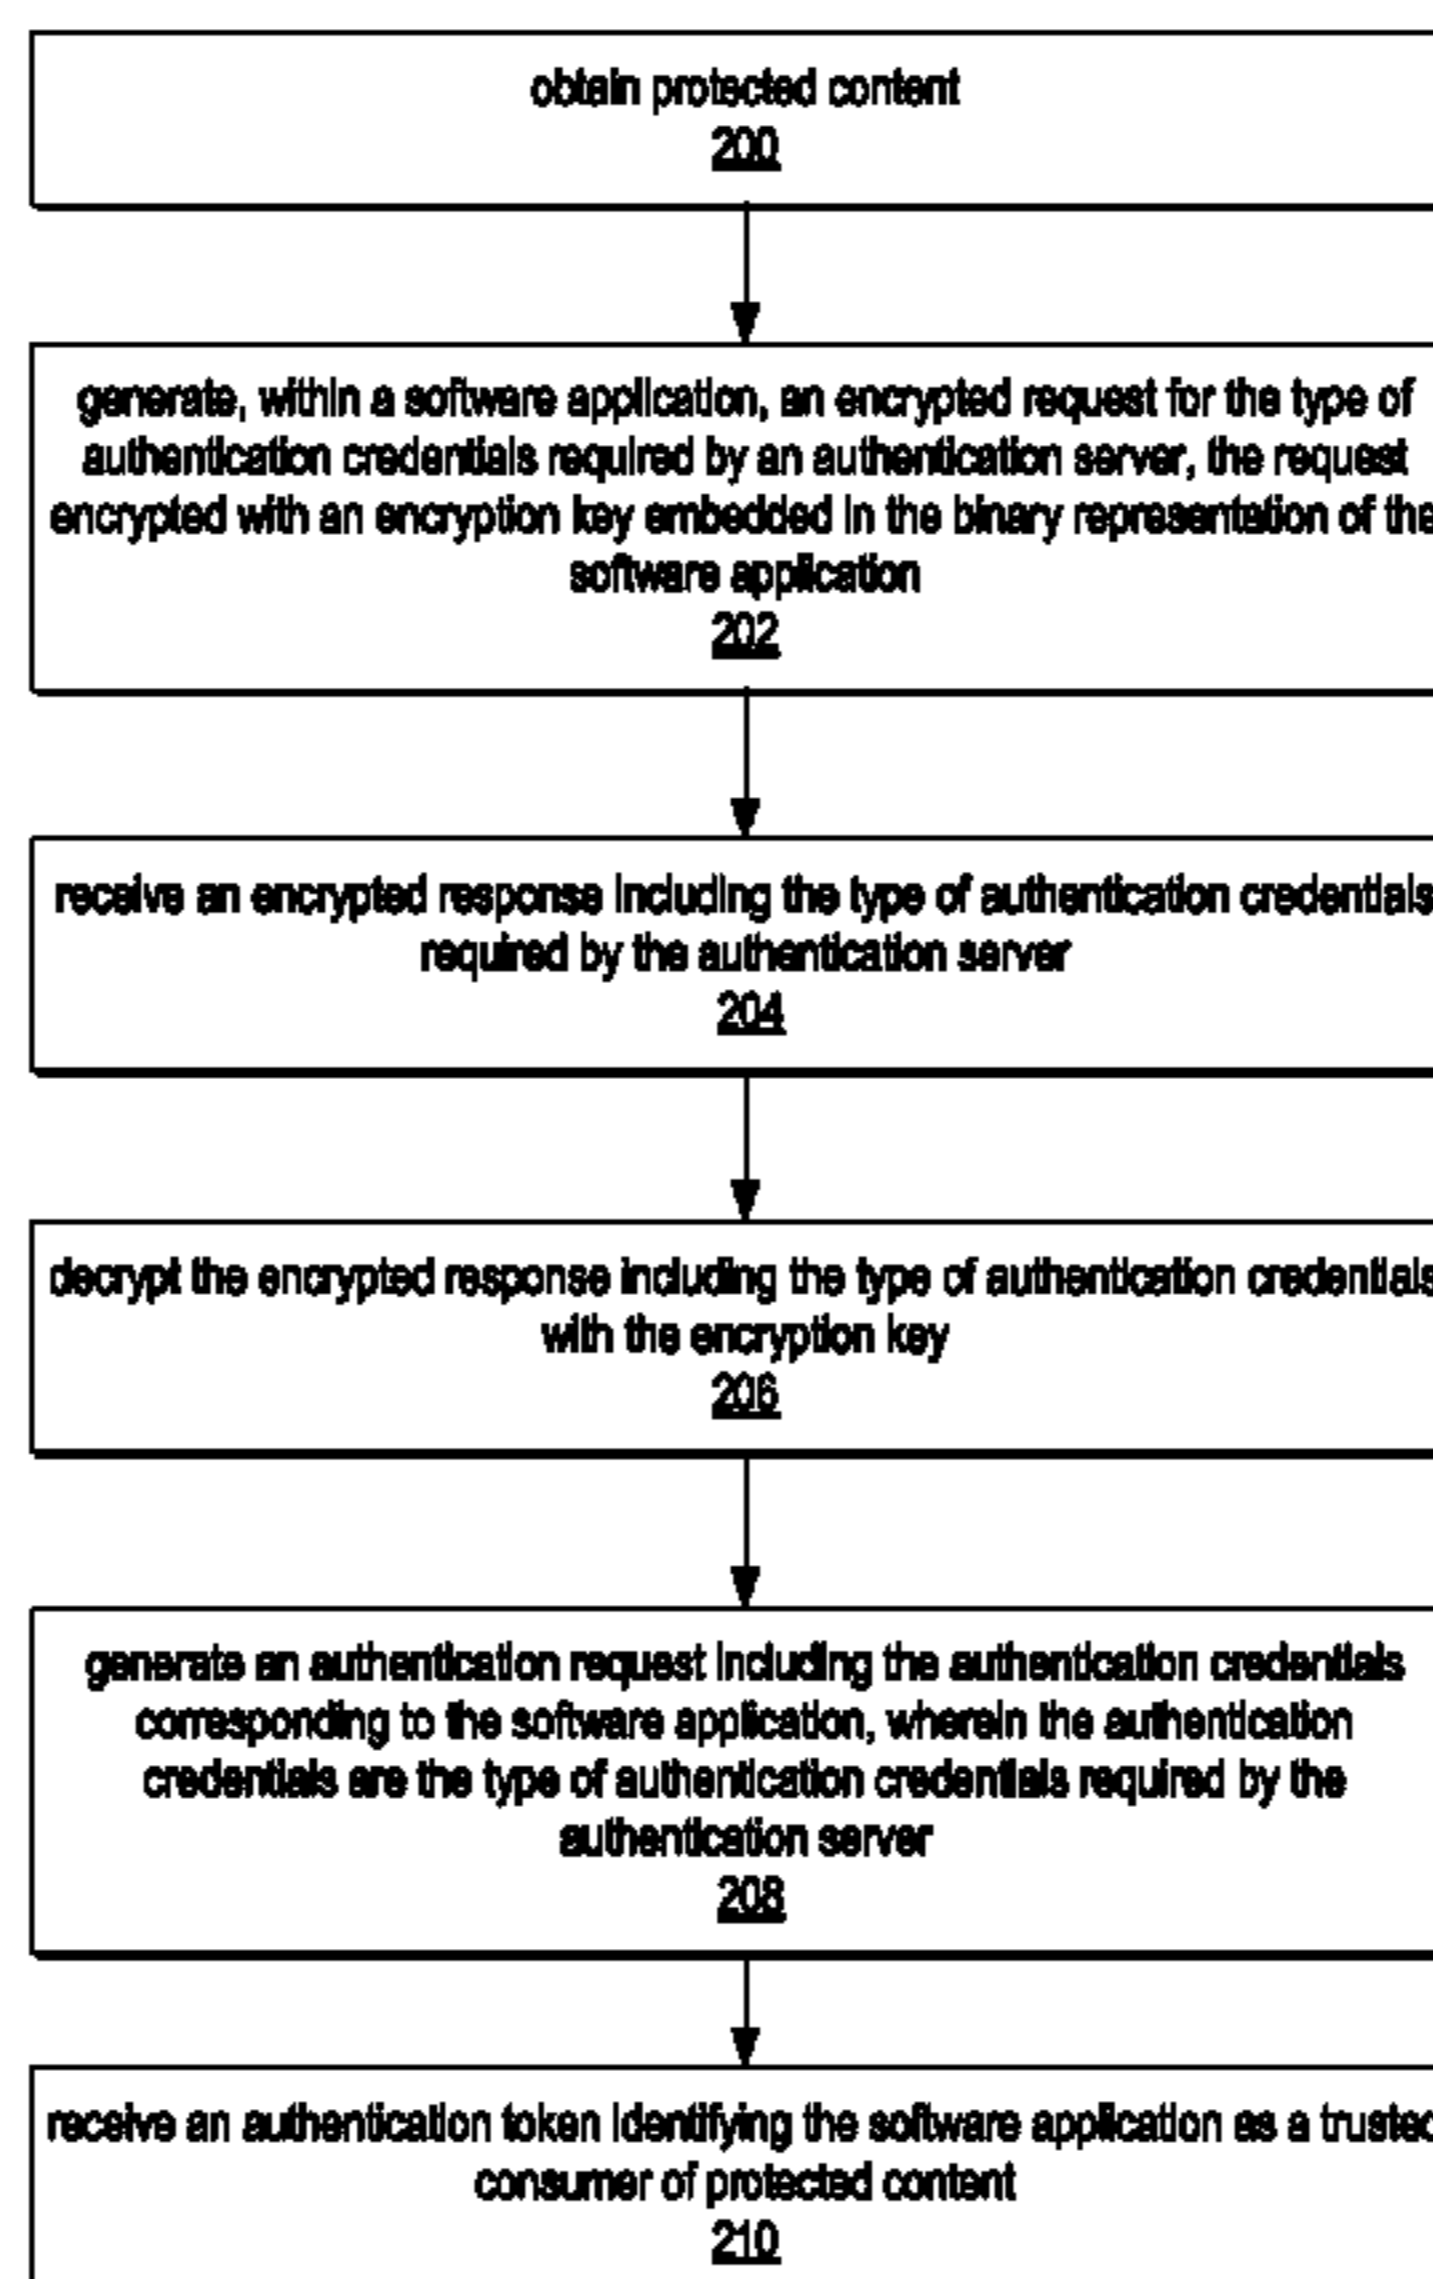 obtain protected content
200
generate, within a software application, an encrypted request for the type of
authentication credentials required by an authentication server, the request
encrypted with an encryption key embedded in the binary representation of the
software application
202
receive an encrypted response including the type of authentication credentials
required by the authentication server
204
decrypt the encrypted response including the type of authentication credentials
with the encryption key
206
generate an authentication request including the authentication credentials
corresponding to the software application, wherein the authentication
credentials are the type of authentication credentials required by the
authentication server
208
receive an authentication token identifying the software application as a trusted
consumer of protected content
210